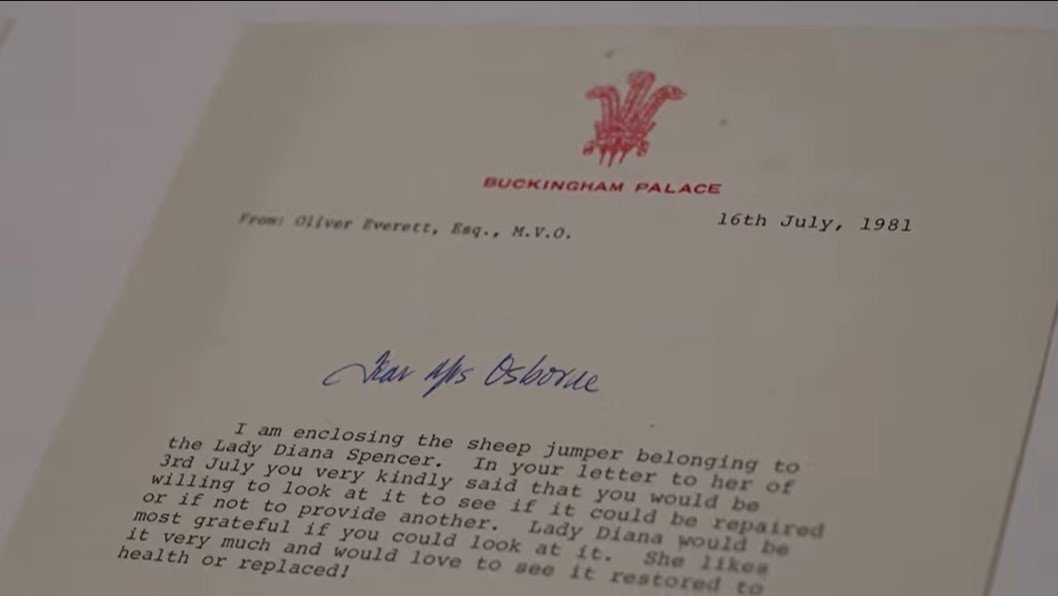 BUCKINGHAM PALACE
From: Oliver Everett, Esq., M.V.O.
16th July, 1981
Dear Mrs Osborne
I am enclosing the sheep jumper belonging to
the Lady Diana Spencer. In your letter to her of
3rd July you very kindly said that you would be
willing to look at it to see if it could be repaired
or if not to provide another. Lady Diana would be
most grateful if you could look at it. She likes
it very much and would love to see it restored to
health or replaced!